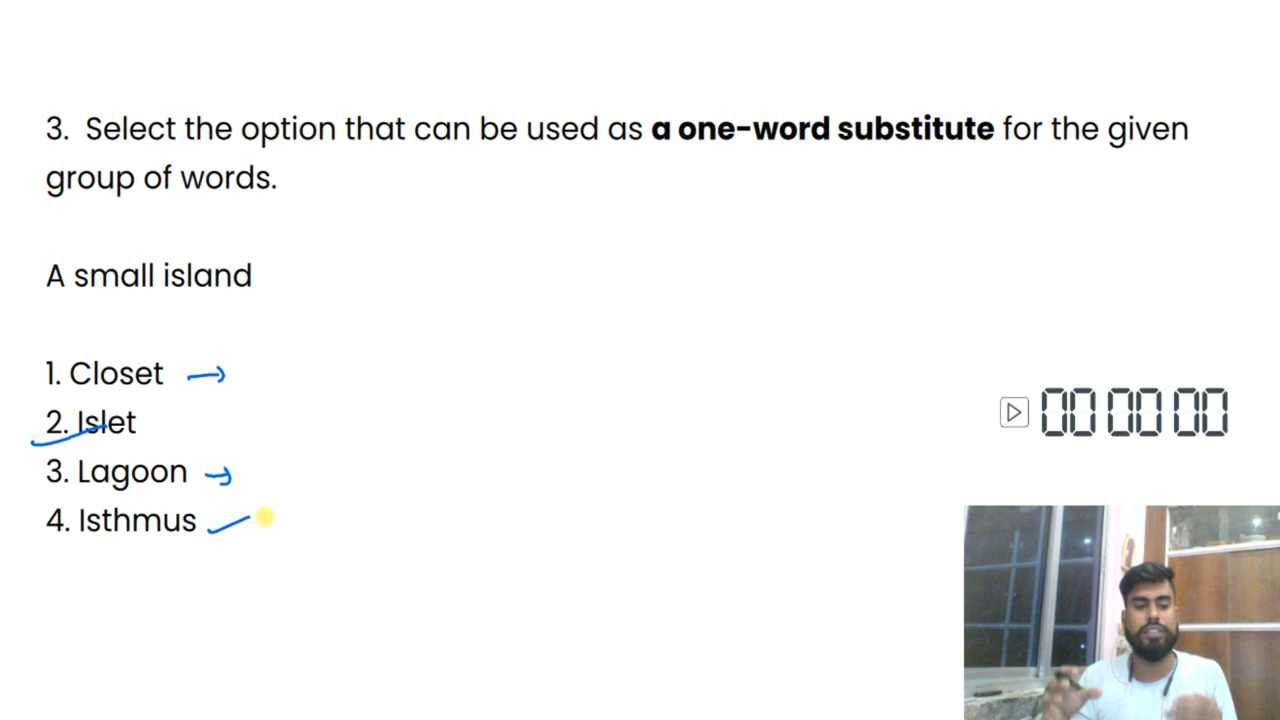 3. Select the option that can be used as a one-word substitute for the given
group of words.
A small island
1. Closet
2. Islet
3. Lagoon
4. Isthmus
00 00 00